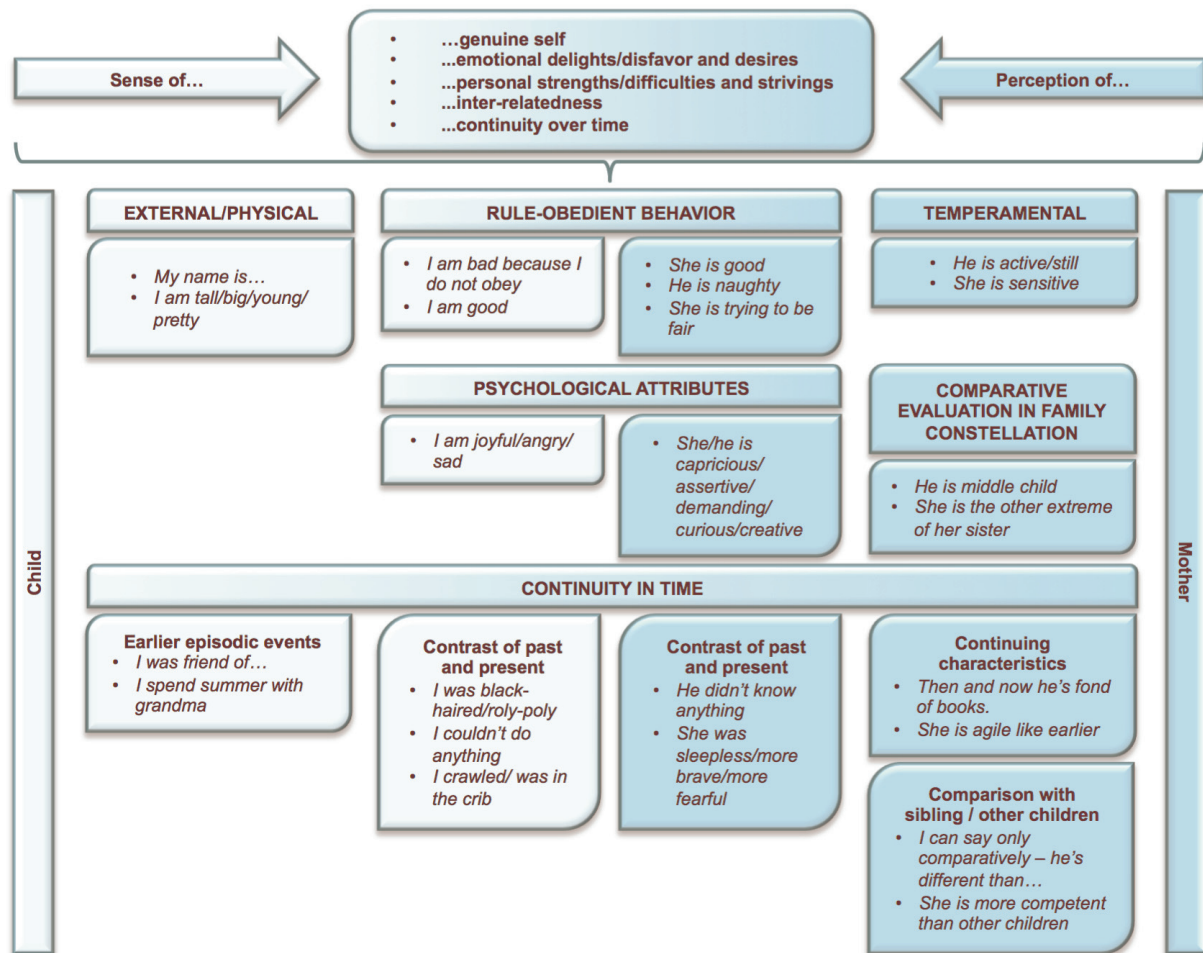 • ...genuine self
• ...emotional delights/disfavor and desires
• ...personal strengths/difficulties and strivings
• ...inter-relatedness
• ...continuity over time
Sense of...
Perception of...
Child
Mother
EXTERNAL/PHYSICAL
• My name is...
• I am tall/big/young/
pretty
RULE-OBEDIENT BEHAVIOR
• I am bad because I
do not obey
• I am good
• She is good
• He is naughty
• She is trying to be
fair
TEMPERAMENTAL
• He is active/still
• She is sensitive
PSYCHOLOGICAL ATTRIBUTES
• I am joyful/angry/
sad
• She/he is
capricious/
assertive/
demanding/
curious/creative
COMPARATIVE
EVALUATION IN FAMILY
CONSTELLATION
• He is middle child
• She is the other extreme
of her sister
CONTINUITY IN TIME
Earlier episodic events
• I was friend of...
• I spend summer with
grandma
Contrast of past
and present
• I was black-
haired/roly-poly
• I couldn't do
anything
• I crawled/ was in
the crib
Contrast of past
and present
• He didn't know
anything
• She was
sleepless/more
brave/more
fearful
Continuing
characteristics
• Then and now he's fond
of books.
• She is agile like earlier
Comparison with
sibling / other children
• I can say only
comparatively – he's
different than...
• She is more competent
than other children